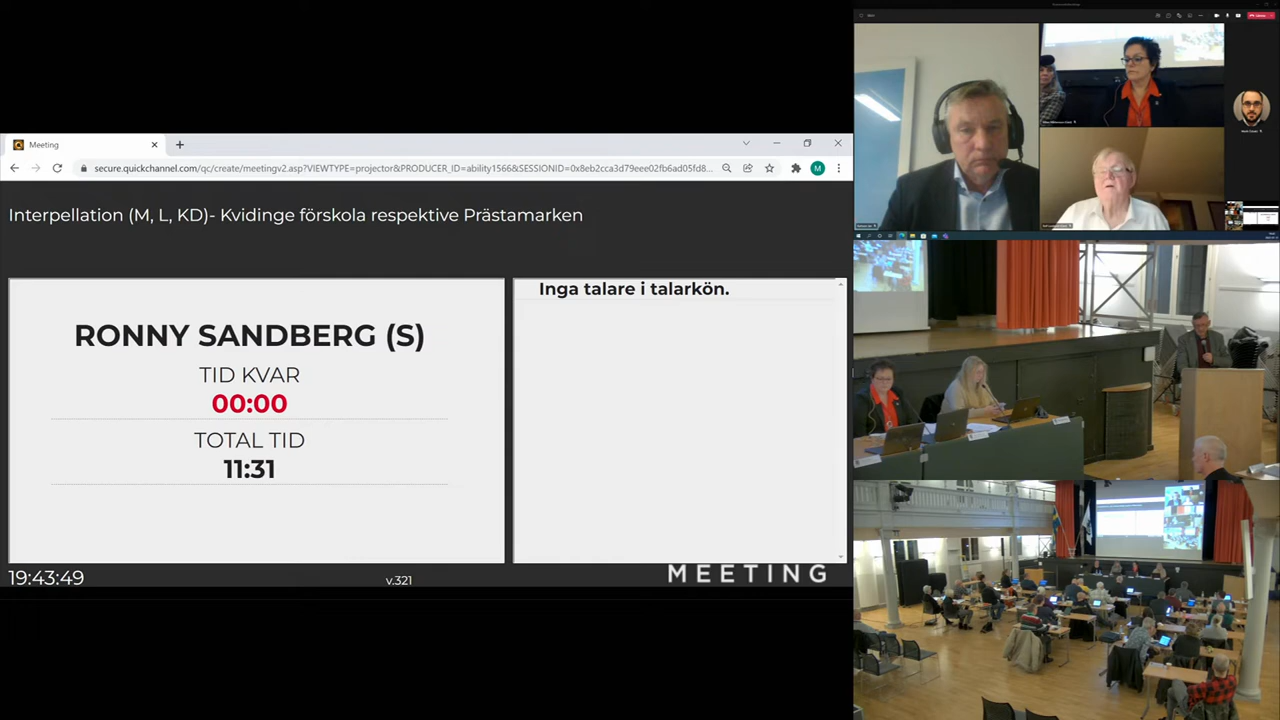 Meeting
secure.quickchannel.com/qc/create/meetingv2.asp?VIEWTYPE=projector&PRODUCER_ID=ability1566&SESSIONID=0x8eb2cca3d79eee02fb6ad05fd8...
M
Interpellation (M, L, KD)- Kvidinge förskola respektive Prästamarken
RONNY SANDBERG (S)
TID KVAR
00:00
TOTAL TID
11:31
Inga talare i talarkön.
19:43:49
v.321
MEETING